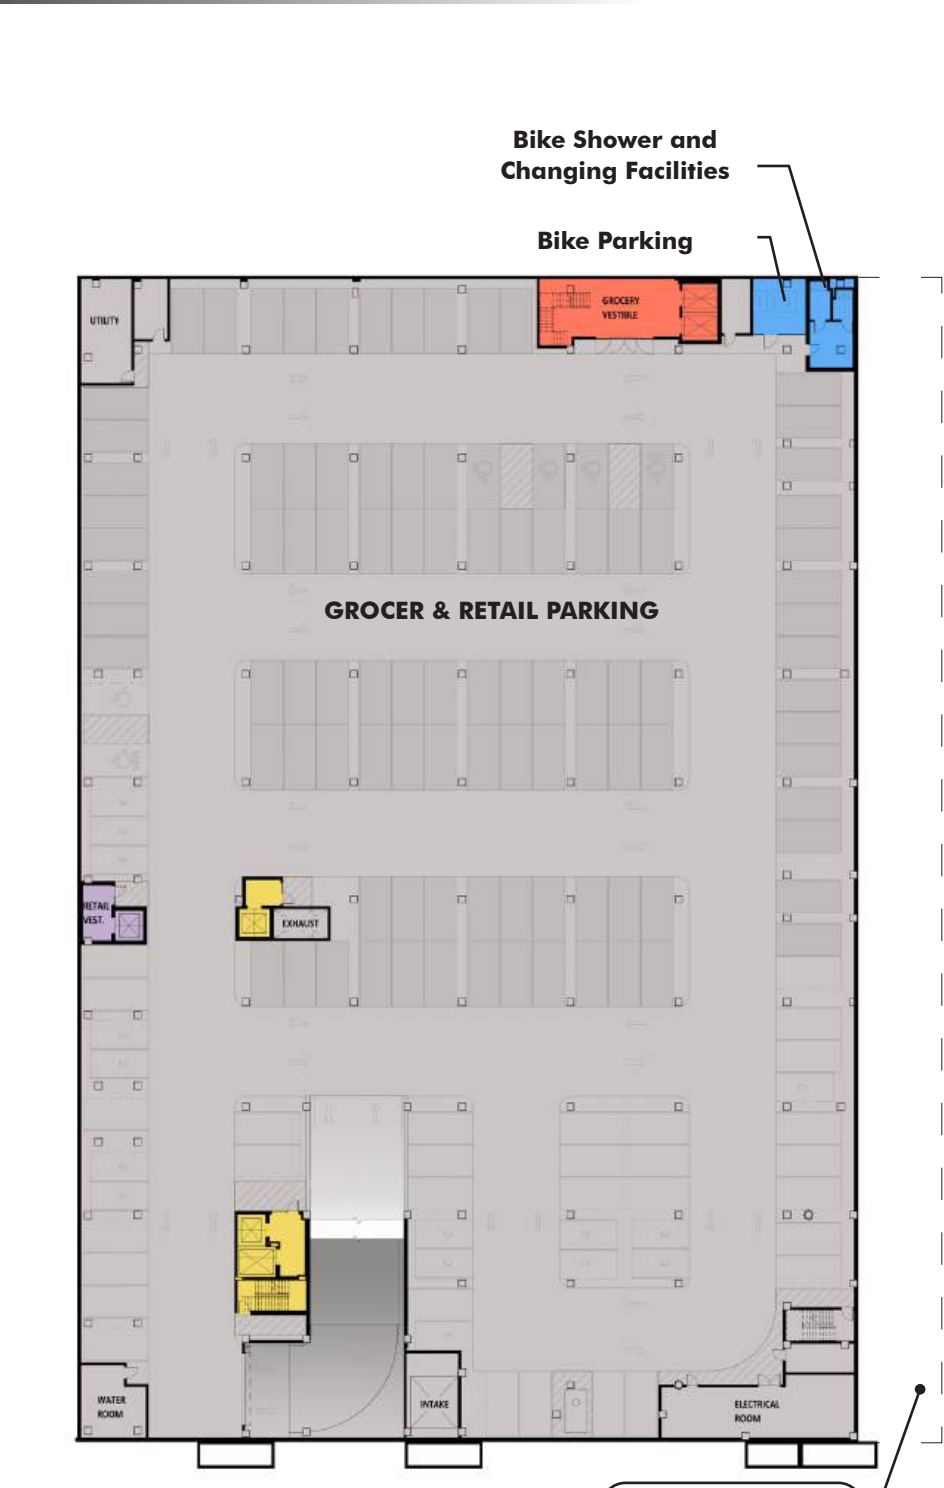 Bike Shower and
Changing Facilities
Bike Parking
UTILITY
GROCERY
VESTIBLE
GROCER & RETAIL PARKING
RETAIL
VEST.
EXHAUST
WATER
ROOM
INTAKE
ELECTRICAL
ROOM